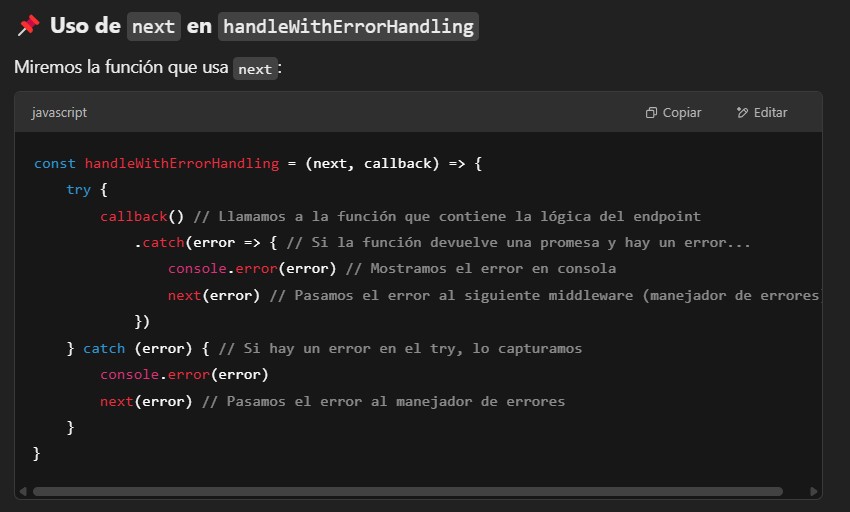 📌 Uso de next en handleWithErrorHandling
Miremos la función que usa next:
javascript
Copiar
Editar
const handleWithErrorHandling = (next, callback) => {
    try {
        callback() // Llamamos a la función que contiene la lógica del endpoint
            .catch(error => { // Si la función devuelve una promesa y hay un error...
                console.error(error) // Mostramos el error en consola
                next(error) // Pasamos el error al siguiente middleware (manejador de errores
            })
    } catch (error) { // Si hay un error en el try, lo capturamos
        console.error(error)
        next(error) // Pasamos el error al manejador de errores
    }
}